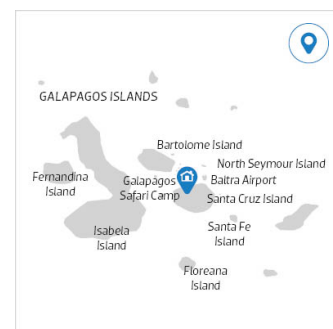 GALAPAGOS ISLANDS
Bartolome Island
North Seymour Island
Fernandina
Island
Galapagos
Safari Camp
Baltra Airport
Santa Cruz Island
Isabela
Island
Santa Fe
Island
Floreana
Island